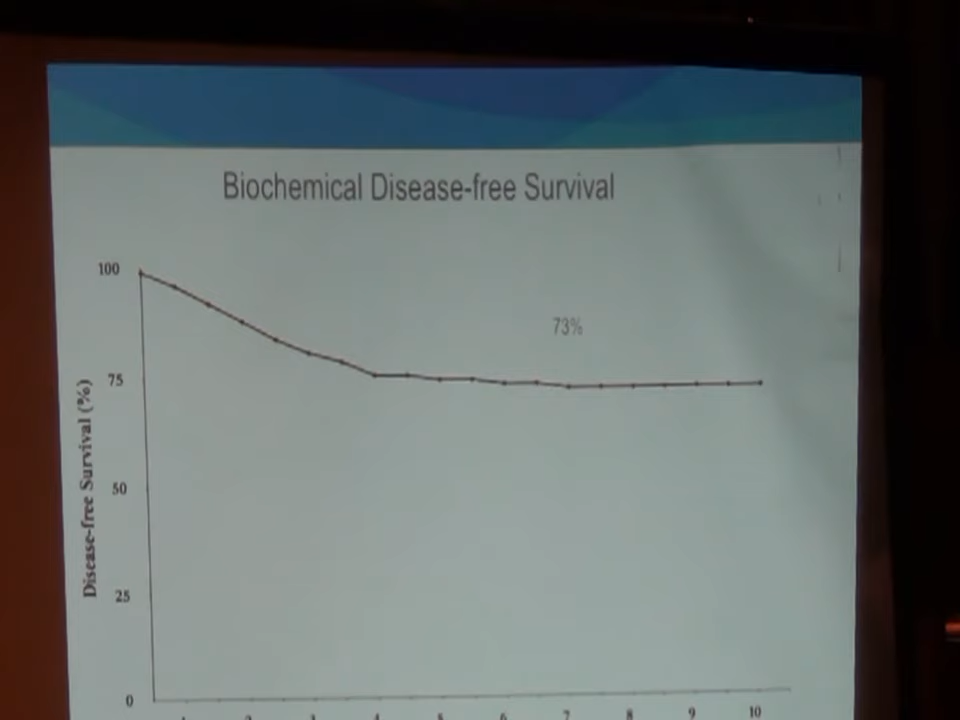 Biochemical Disease-free Survival
100
73%
75
Disease-free Survival (%)
50
25
0
1 2 3 4 5 6 7 8 9 10